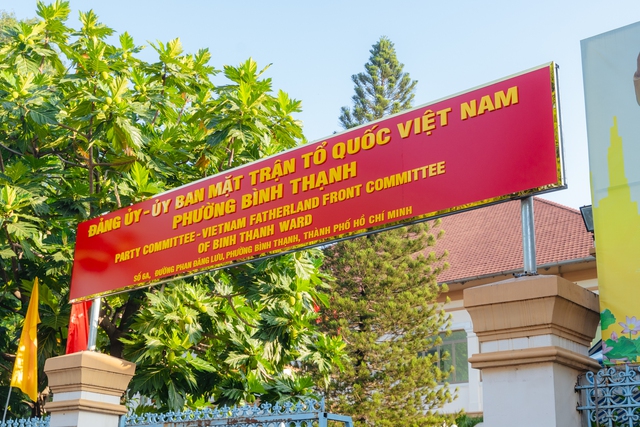 ĐẢNG ỦY - ỦY BAN MẶT TRẬN TỔ QUỐC VIỆT NAM
PHƯỜNG BÌNH THẠNH
PARTY COMMITTEE - VIETNAM FATHERLAND FRONT COMMITTEE
OF BINH THANH WARD
SỐ 6A, ĐƯỜNG PHAN ĐĂNG LƯU, PHƯỜNG BÌNH THẠNH, THÀNH PHỐ HỒ CHÍ MINH